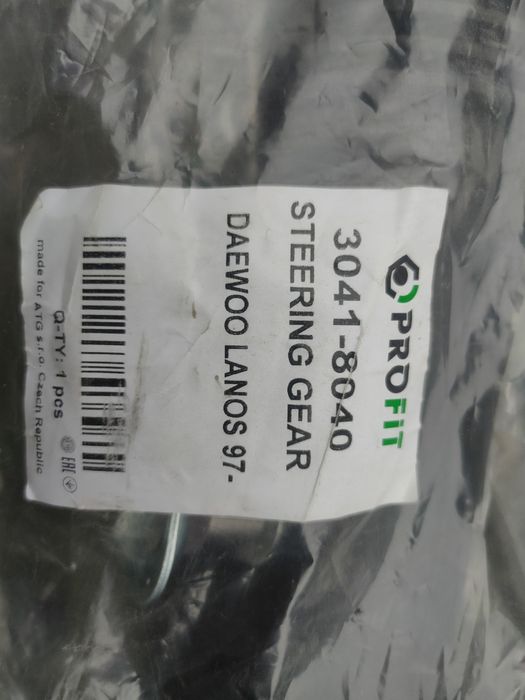 PROFIT
3041-8040
STEERING GEAR
DAEWOO LANOS 97-
Q-TY: 1 pcs
made for ATG s.r.o. Czech Republic
EAC